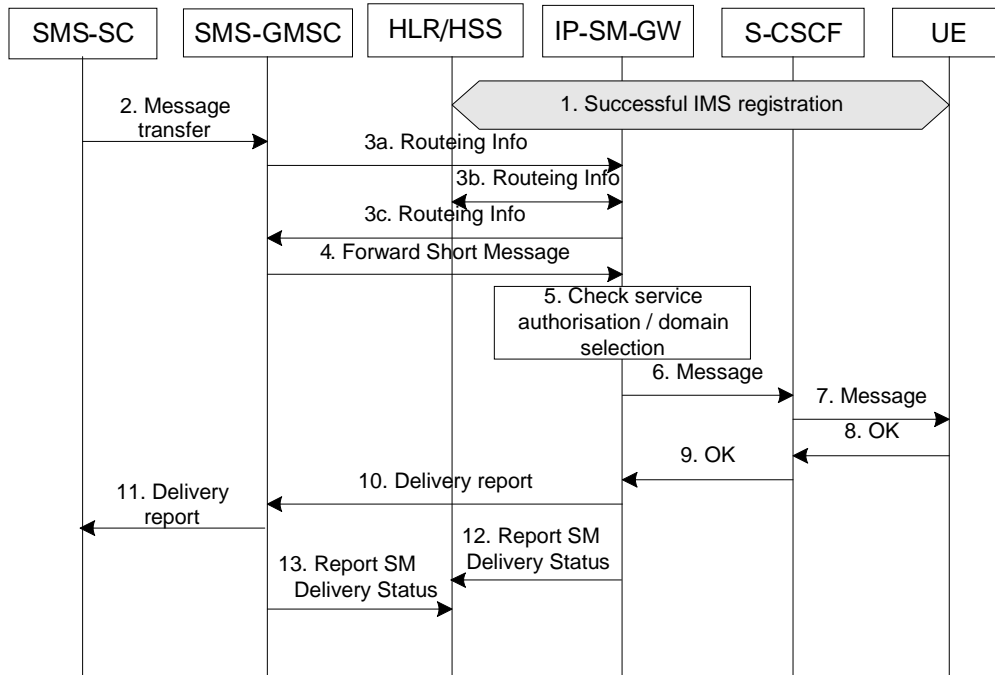 SMS-SC
SMS-GMSC
HLR/HSS
IP-SM-GW
S-CSCF
UE
1. Successful IMS registration
2. Message
transfer
3a. Routeing Info
3b. Routeing Info
3c. Routeing Info
4. Forward Short Message
5. Check service
authorisation / domain
selection
6. Message
7. Message
8. OK
9. OK
10. Delivery report
11. Delivery
report
12. Report SM
Delivery Status
13. Report SM
Delivery Status